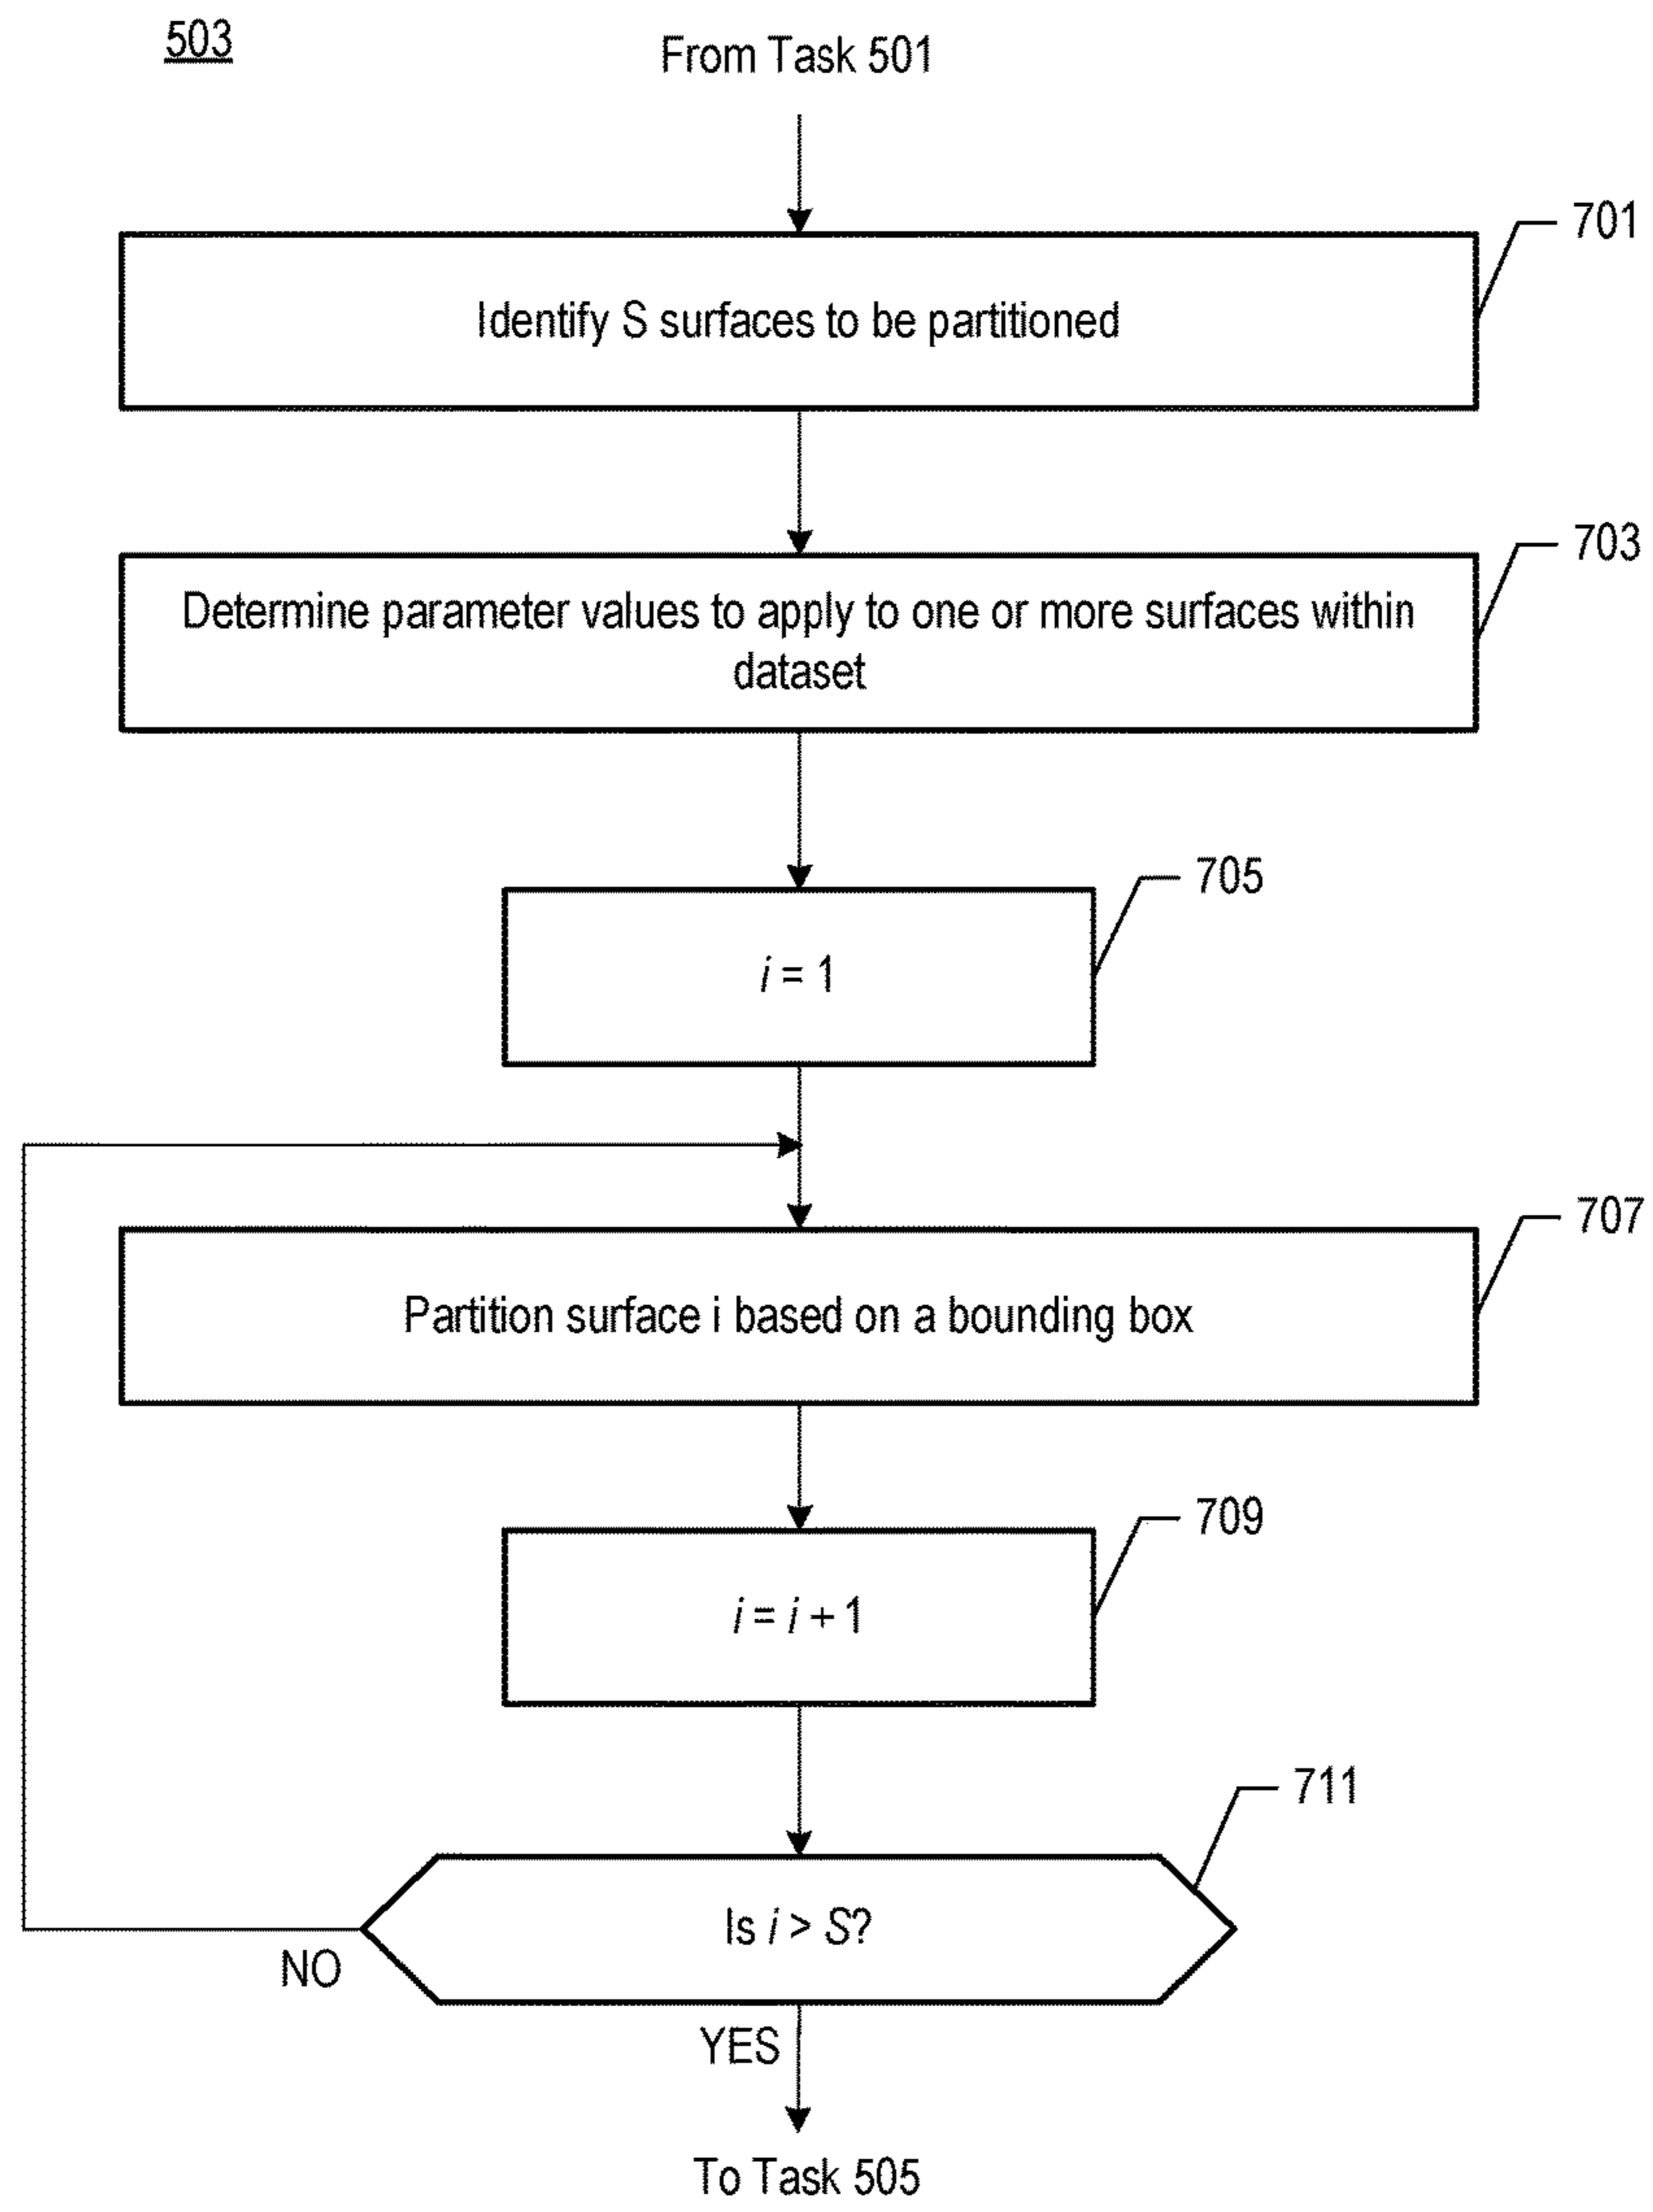 503
From Task 501
701
Identify S surfaces to be partitioned
703
Determine parameter values to apply to one or more surfaces within
dataset
705
i = 1
707
Partition surface i based on a bounding box
709
i = i + 1
711
Is i > S?
NO
YES
To Task 505